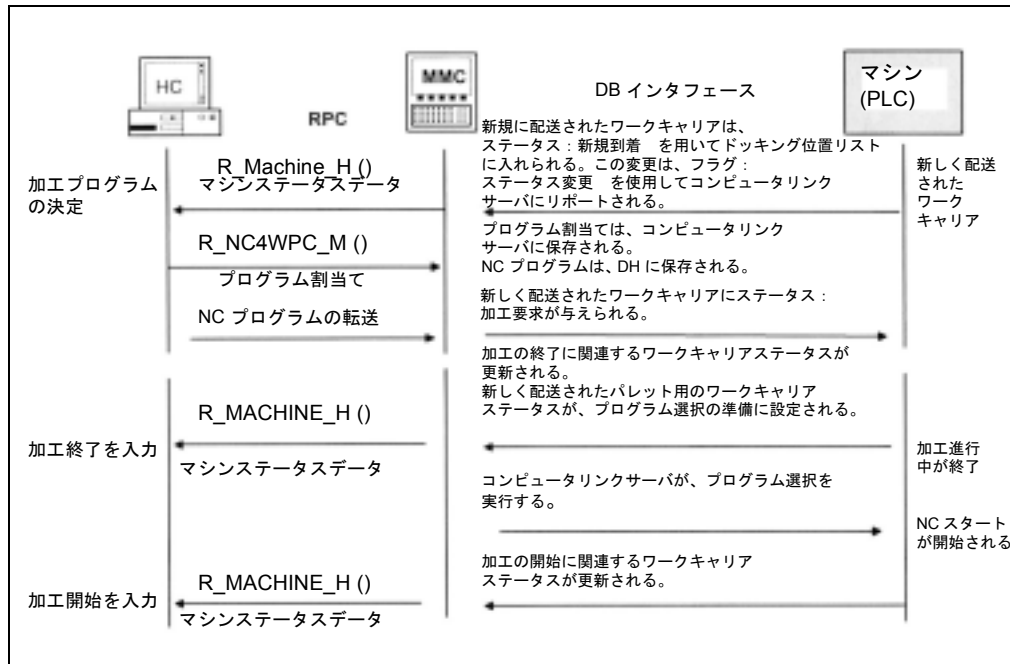 HC
MMC
マシン
(PLC)
RPC
DB インタフェース
新規に配送されたワークキャリアは、
ステータス：新規到着　を用いてドッキング位置リスト
に入れられる。この変更は、フラグ：
ステータス変更　を使用してコンピュータリンク
サーバにリポートされる。
R_Machine_H ()
マシンステータスデータ
加工プログラム
の決定
新しく配送
された
ワーク
キャリア
R_NC4WPC_M ()
プログラム割当て
プログラム割当ては、コンピュータリンク
サーバに保存される。
NC プログラムは、DH に保存される。
NC プログラムの転送
新しく配送されたワークキャリアにステータス：
加工要求が与えられる。
加工の終了に関連するワークキャリアステータスが
更新される。
新しく配送されたパレット用のワークキャリア
ステータスが、プログラム選択の準備に設定される。
R_MACHINE_H ()
加工終了を入力
マシンステータスデータ
加工進行
中が終了
コンピュータリンクサーバが、プログラム選択を
実行する。
NC スタート
が開始される
加工の開始に関連するワークキャリア
ステータスが更新される。
R_MACHINE_H ()
加工開始を入力
マシンステータスデータ